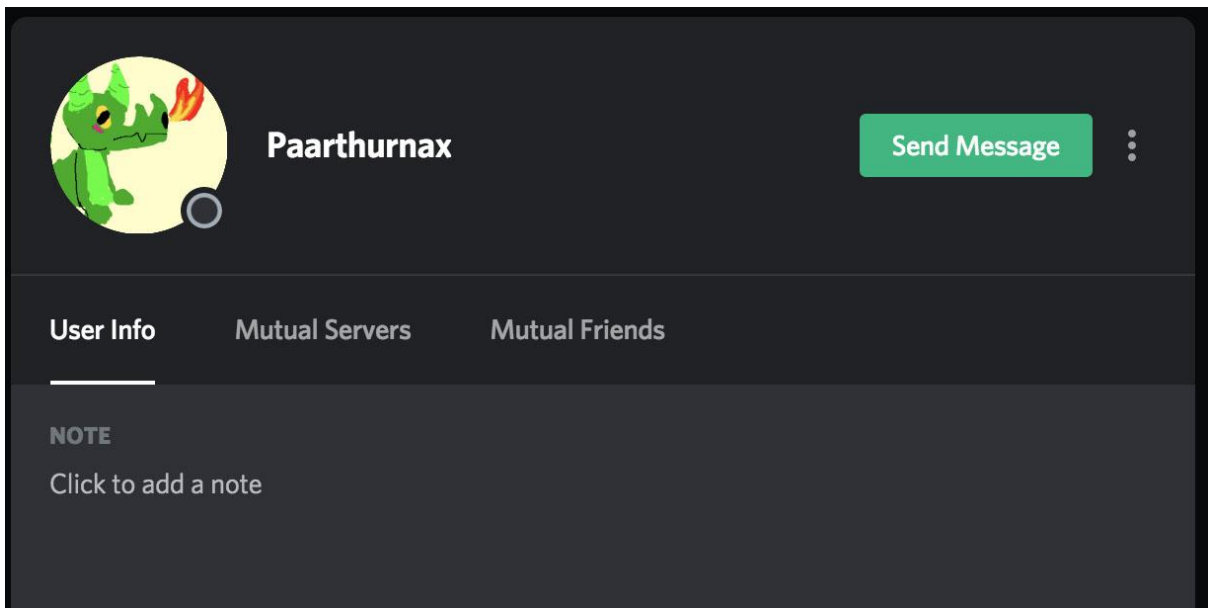 Paarthurnax
Send Message
User Info Mutual Servers Mutual Friends
NOTE
Click to add a note